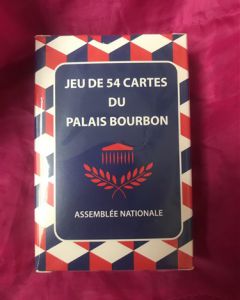 JEU DE 54 CARTES
DU
PALAIS BOURBON
ASSEMBLÉE NATIONALE